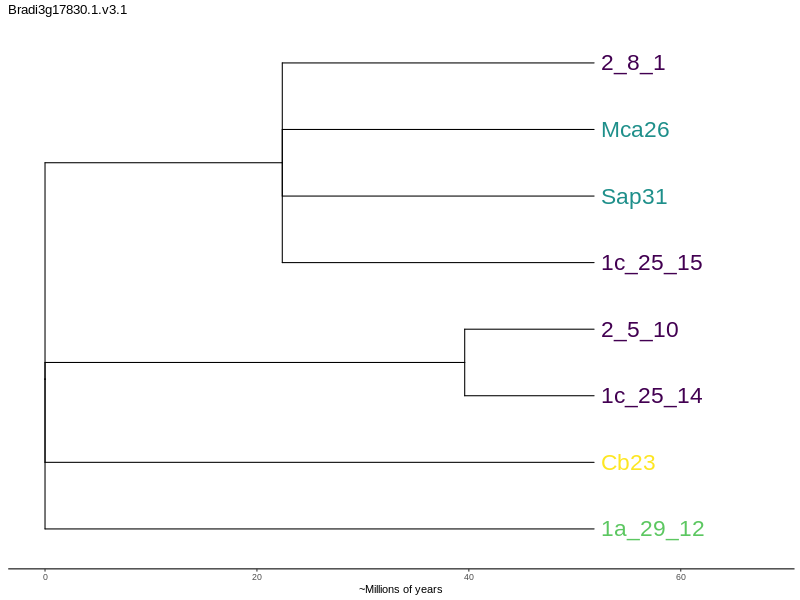 Bradi3g17830.1.v3.1
2_8_1
Mca26
Sap31
1c_25_15
2_5_10
1c_25_14
Cb23
1a_29_12
0 20 40 60
~Millions of years